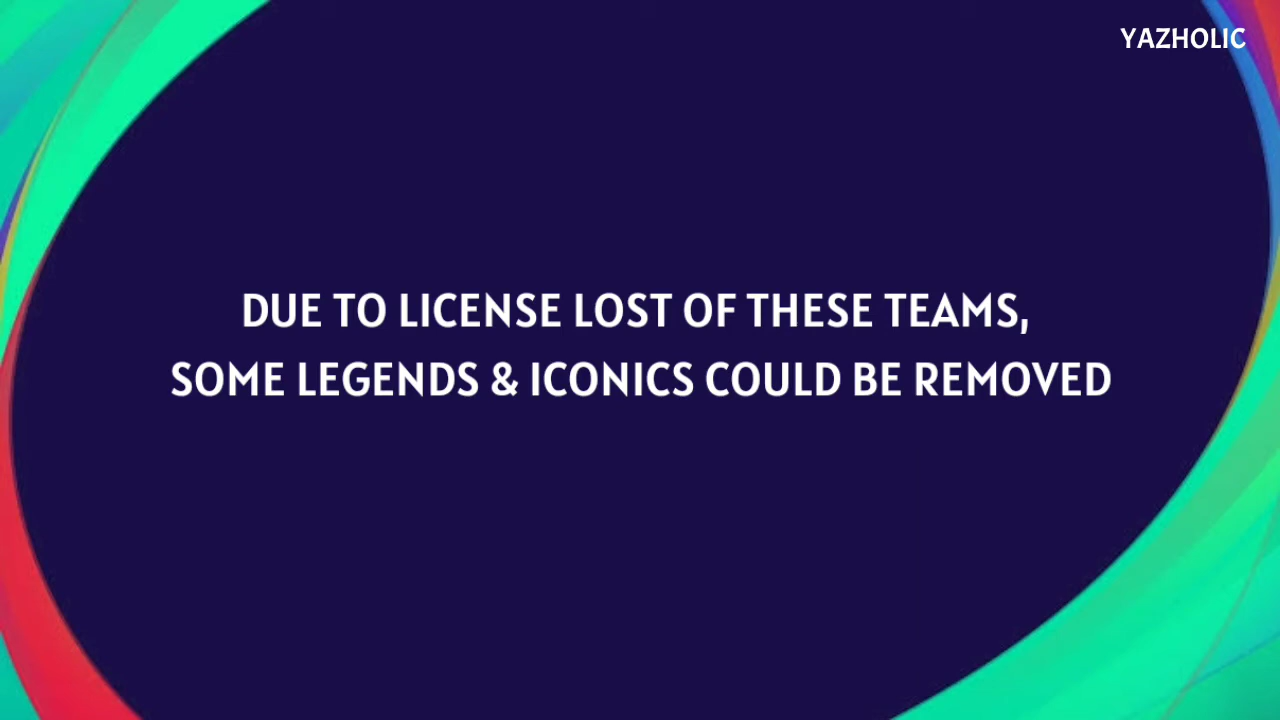 YAZHOLIC
DUE TO LICENSE LOST OF THESE TEAMS,
SOME LEGENDS & ICONICS COULD BE REMOVED